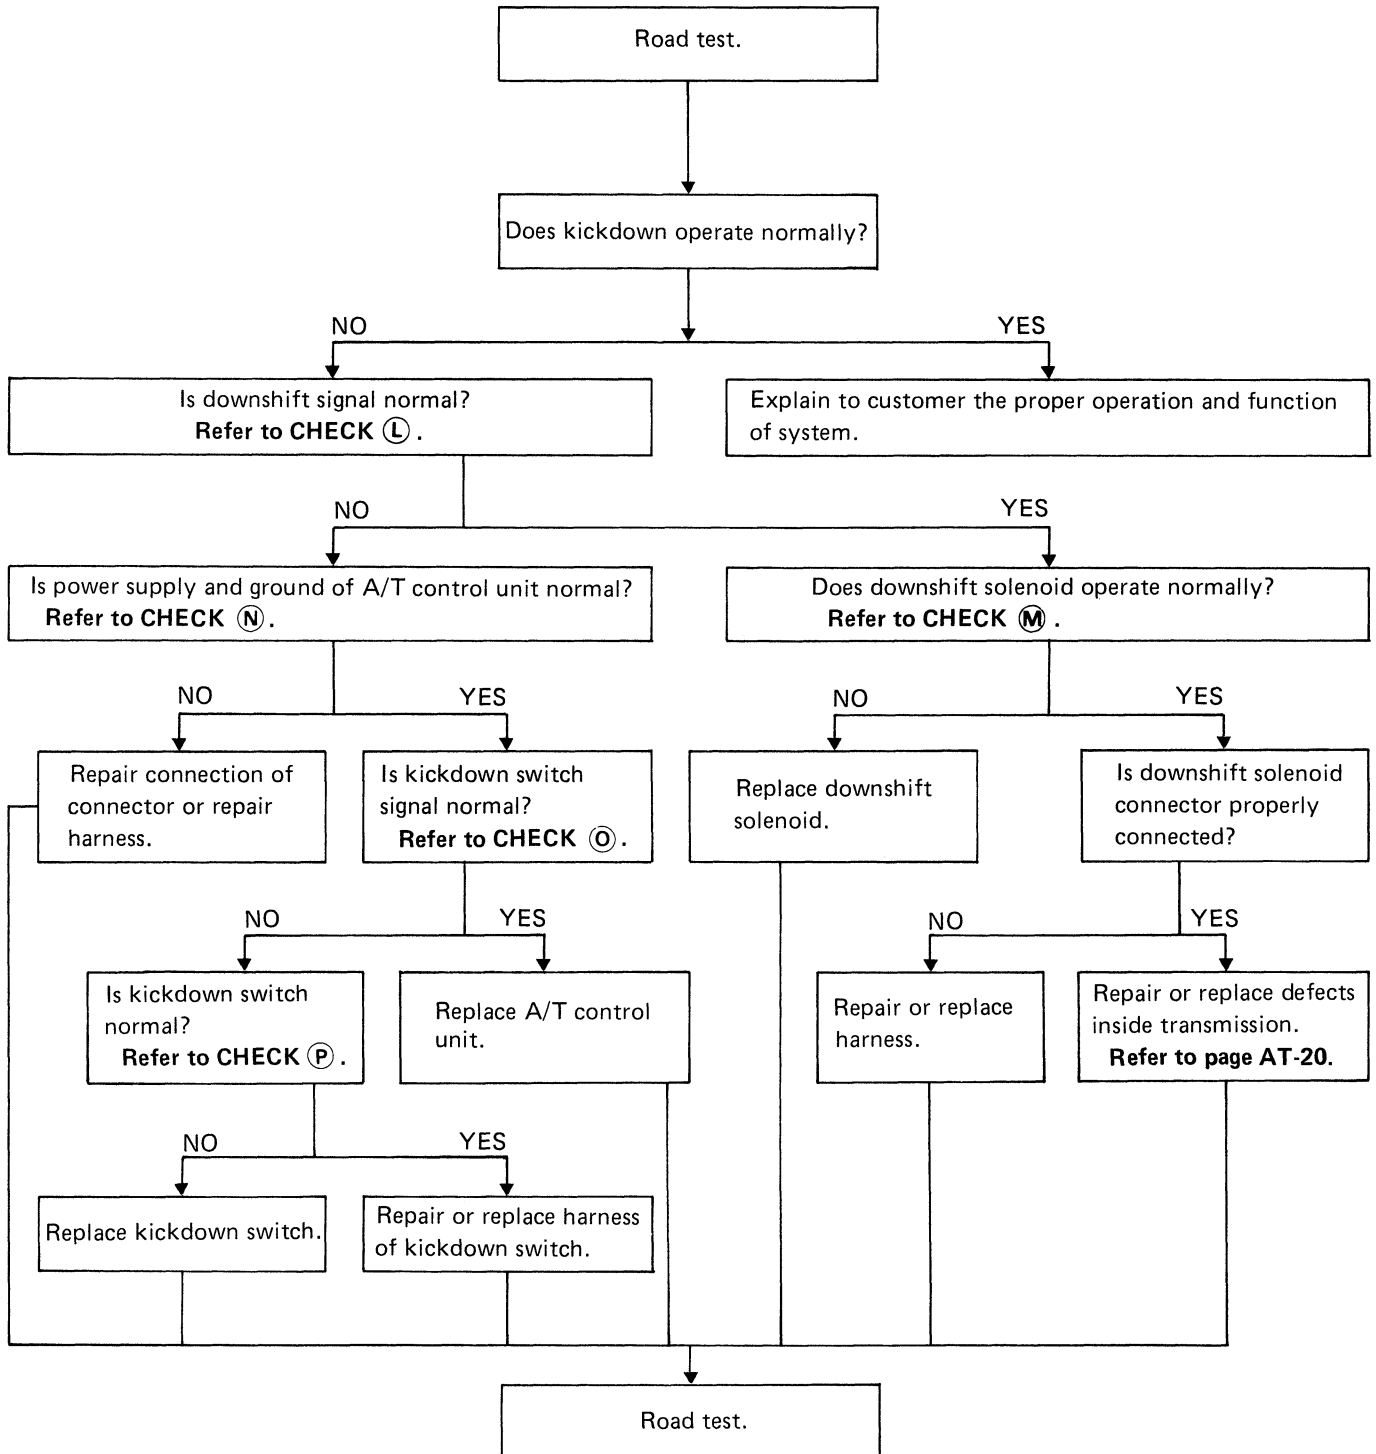 Road test.
Does kickdown operate normally?
NO
YES
Is downshift signal normal?
Refer to CHECK Ⓛ.
Explain to customer the proper operation and function
of system.
NO
YES
Is power supply and ground of A/T control unit normal?
Refer to CHECK Ⓝ.
Does downshift solenoid operate normally?
Refer to CHECK Ⓜ.
NO
YES
NO
YES
Repair connection of
connector or repair
harness.
Is kickdown switch
signal normal?
Refer to CHECK Ⓞ.
Replace downshift
solenoid.
Is downshift solenoid
connector properly
connected?
NO
YES
NO
YES
Is kickdown switch
normal?
Refer to CHECK Ⓟ.
Replace A/T control
unit.
Repair or replace
harness.
Repair or replace defects
inside transmission.
Refer to page AT-20.
NO
YES
Replace kickdown switch.
Repair or replace harness
of kickdown switch.
Road test.